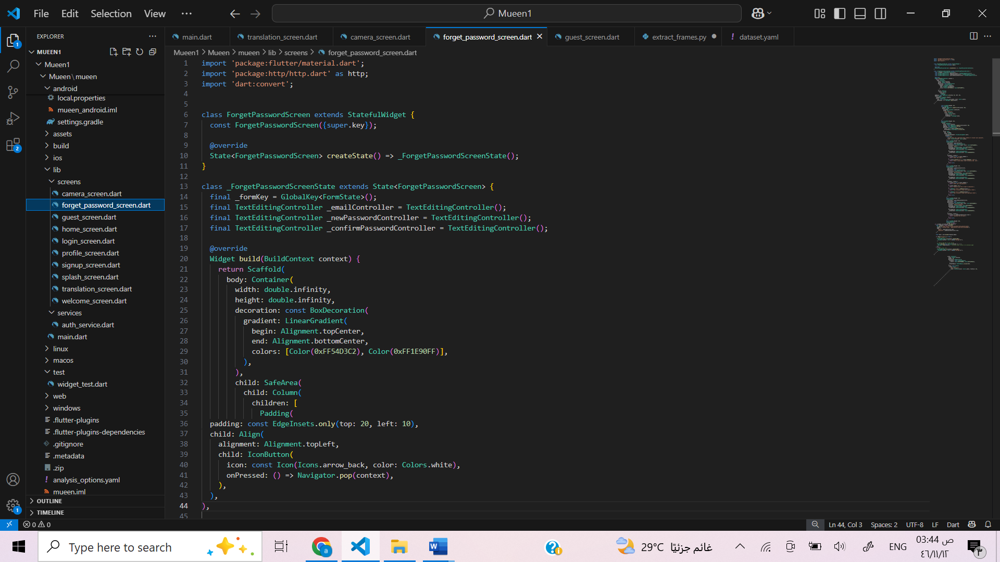 File Edit Selection View ··· Mueen1
EXPLORER
MUEEN1
Mueen1
Mueen\mueen
android
local.properties
mueen_android.iml
settings.gradle
assets
build
ios
lib
screens
camera_screen.dart
forget_password_screen.dart
guest_screen.dart
home_screen.dart
login_screen.dart
profile_screen.dart
signup_screen.dart
splash_screen.dart
translation_screen.dart
welcome_screen.dart
services
auth_service.dart
main.dart
linux
macos
test
widget_test.dart
web
windows
.flutter-plugins
.flutter-plugins-dependencies
.gitignore
.metadata
.zip
analysis_options.yaml
mueen.iml
OUTLINE
TIMELINE
main.dart translation_screen.dart camera_screen.dart forget_password_screen.dart guest_screen.dart extract_frames.py dataset.yaml
Mueen1 > Mueen > mueen > lib > screens > forget_password_screen.dart
1 import 'package:flutter/material.dart';
2 import 'package:http/http.dart' as http;
3 import 'dart:convert';
4
5
6 class ForgetPasswordScreen extends StatefulWidget {
7 const ForgetPasswordScreen({super.key});
8
9 @override
10 State<ForgetPasswordScreen> createState() => _ForgetPasswordScreenState();
11 }
12
13 class _ForgetPasswordScreenState extends State<ForgetPasswordScreen> {
14 final _formKey = GlobalKey<FormState>();
15 final TextEditingController _emailController = TextEditingController();
16 final TextEditingController _newPasswordController = TextEditingController();
17 final TextEditingController _confirmPasswordController = TextEditingController();
18
19 @override
20 Widget build(BuildContext context) {
21 return Scaffold(
22 body: Container(
23 width: double.infinity,
24 height: double.infinity,
25 decoration: const BoxDecoration(
26 gradient: LinearGradient(
27 begin: Alignment.topCenter,
28 end: Alignment.bottomCenter,
29 colors: [Color(0xFF54D3C2), Color(0xFF1E90FF)],
30 ),
31 ),
32 child: SafeArea(
33 child: Column(
34 children: [
35 Padding(
36 padding: const EdgeInsets.only(top: 20, left: 10),
37 child: Align(
38 alignment: Alignment.topLeft,
39 child: IconButton(
40 icon: const Icon(Icons.arrow_back, color: Colors.white),
41 onPressed: () => Navigator.pop(context),
42 ),
43 ),
44 ),
45
0 0 Ln 44, Col 3 Spaces: 2 UTF-8 LF Dart
Type here to search
29°C غائم جزئيًا
ENG
03:44 ص
٤٦/١١/١٢
٣